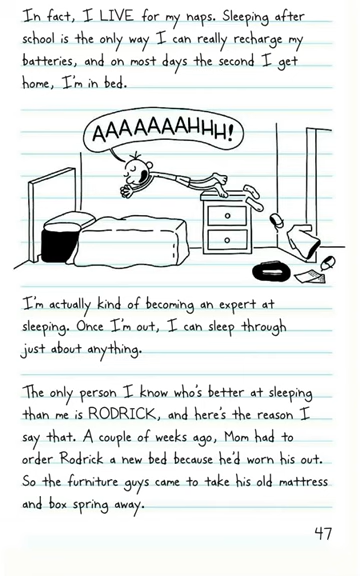 In fact, I LIVE for my naps. Sleeping after
school is the only way I can really recharge my
batteries, and on most days the second I get
home, I'm in bed.
AAAAAAAHHH!
I'm actually kind of becoming an expert at
sleeping. Once I'm out, I can sleep through
just about anything.
The only person I know who's better at sleeping
than me is RODRICK, and here's the reason I
say that. A couple of weeks ago, Mom had to
order Rodrick a new bed because he'd worn his out.
So the furniture guys came to take his old mattress
and box spring away.
47